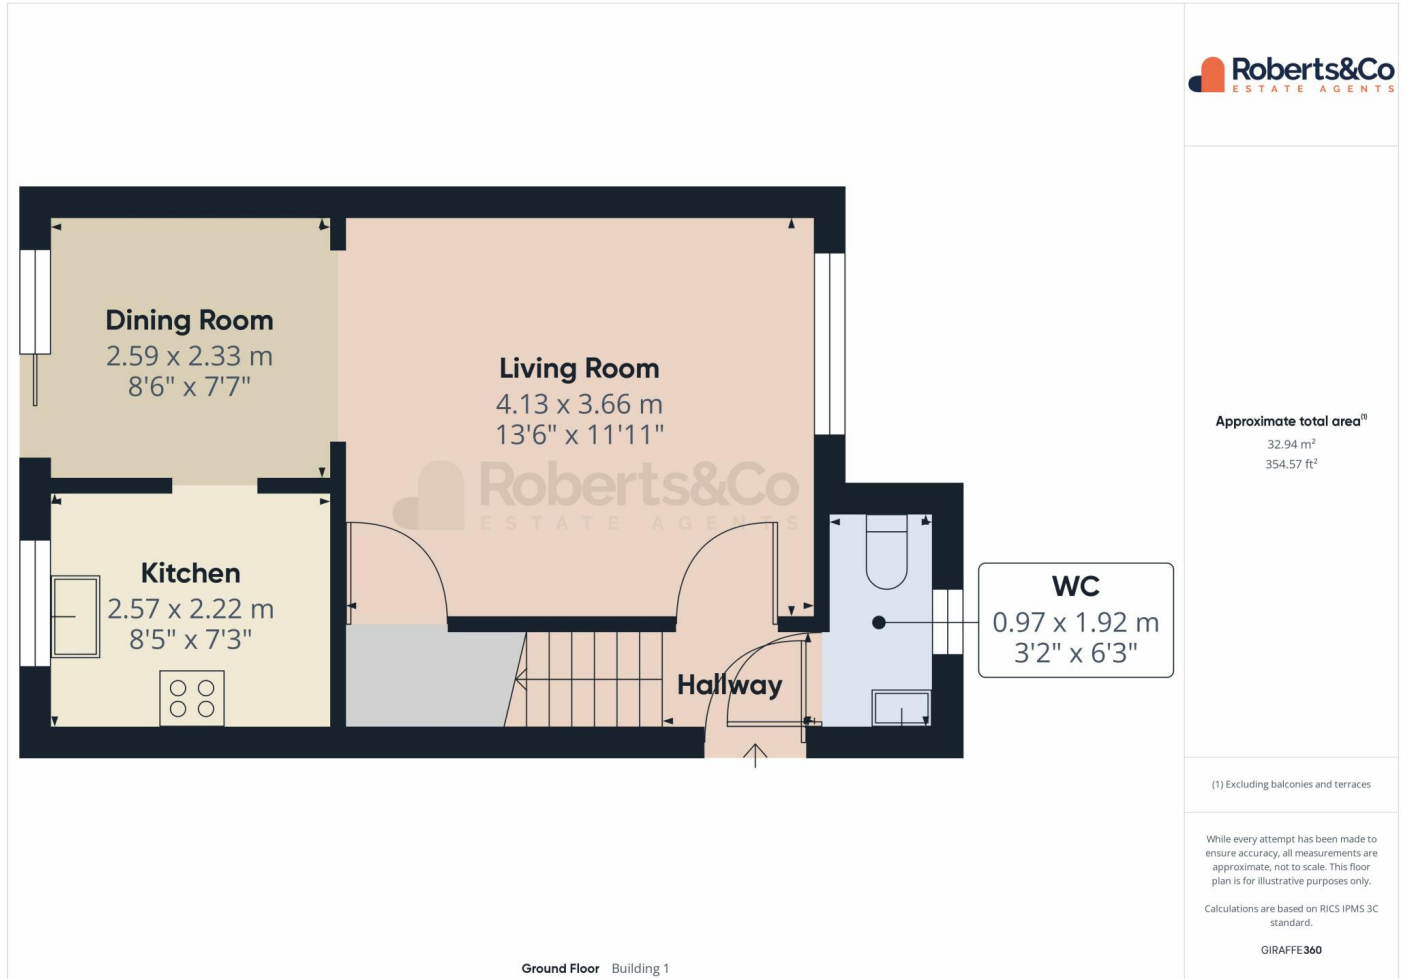 Roberts&Co
ESTATE AGENTS
Dining Room
2.59 x 2.33 m
8'6" x 7'7"
Living Room
4.13 x 3.66 m
13'6" x 11'11"
Roberts&Co
ESTATE AGENTS
Kitchen
2.57 x 2.22 m
8'5" x 7'3"
WC
0.97 x 1.92 m
3'2" x 6'3"
Hallway
Approximate total area⁽¹⁾
32.94 m²
354.57 ft²
(1) Excluding balconies and terraces
While every attempt has been made to
ensure accuracy, all measurements are
approximate, not to scale. This floor
plan is for illustrative purposes only.
Calculations are based on RICS IPMS 3C
standard.
GIRAFFE360
Ground Floor Building 1